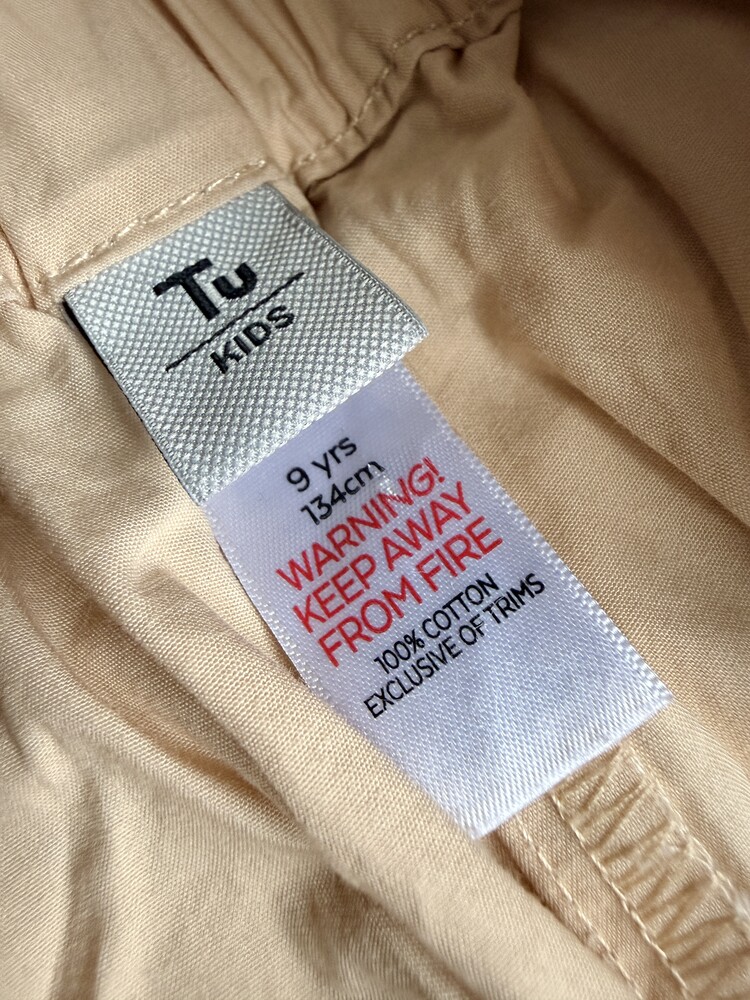 Tu
KIDS
9 yrs
134cm
WARNING!
KEEP AWAY
FROM FIRE
100% COTTON
EXCLUSIVE OF TRIMS